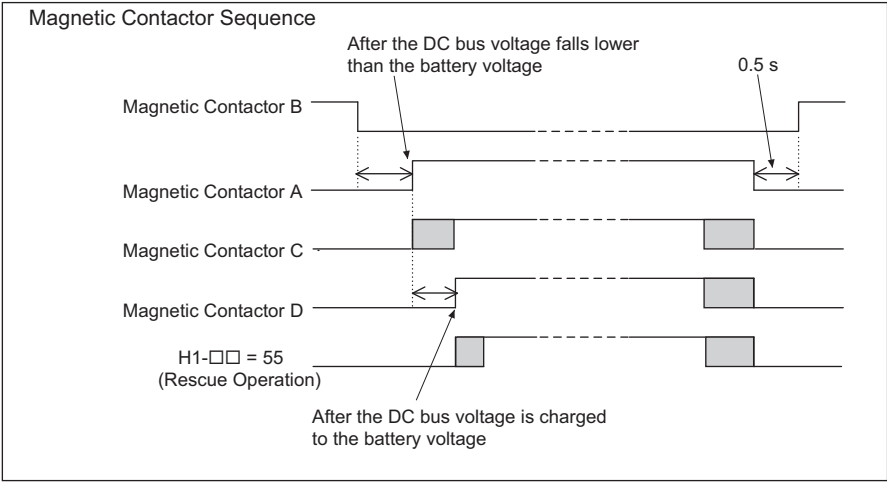 Magnetic Contactor Sequence
After the DC bus voltage falls lower
than the battery voltage
0.5 s
Magnetic Contactor B
Magnetic Contactor A
Magnetic Contactor C
Magnetic Contactor D
H1-□□ = 55
(Rescue Operation)
After the DC bus voltage is charged
to the battery voltage